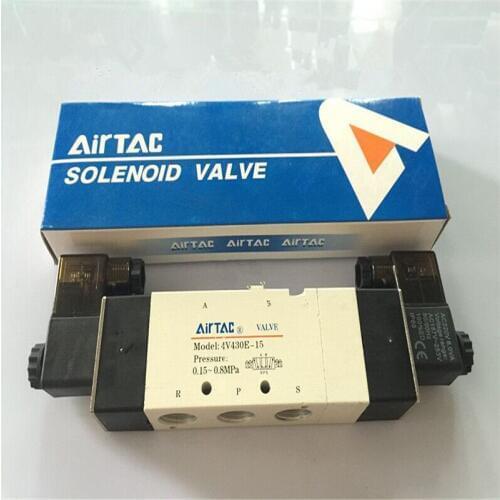 AirTAC
SOLENOID VALVE
AirTAC AirTAC AirTAC
A B
AirTAC ® VALVE
Model: 4V430E-15
Pressure:
0.15~0.8MPa
R P S